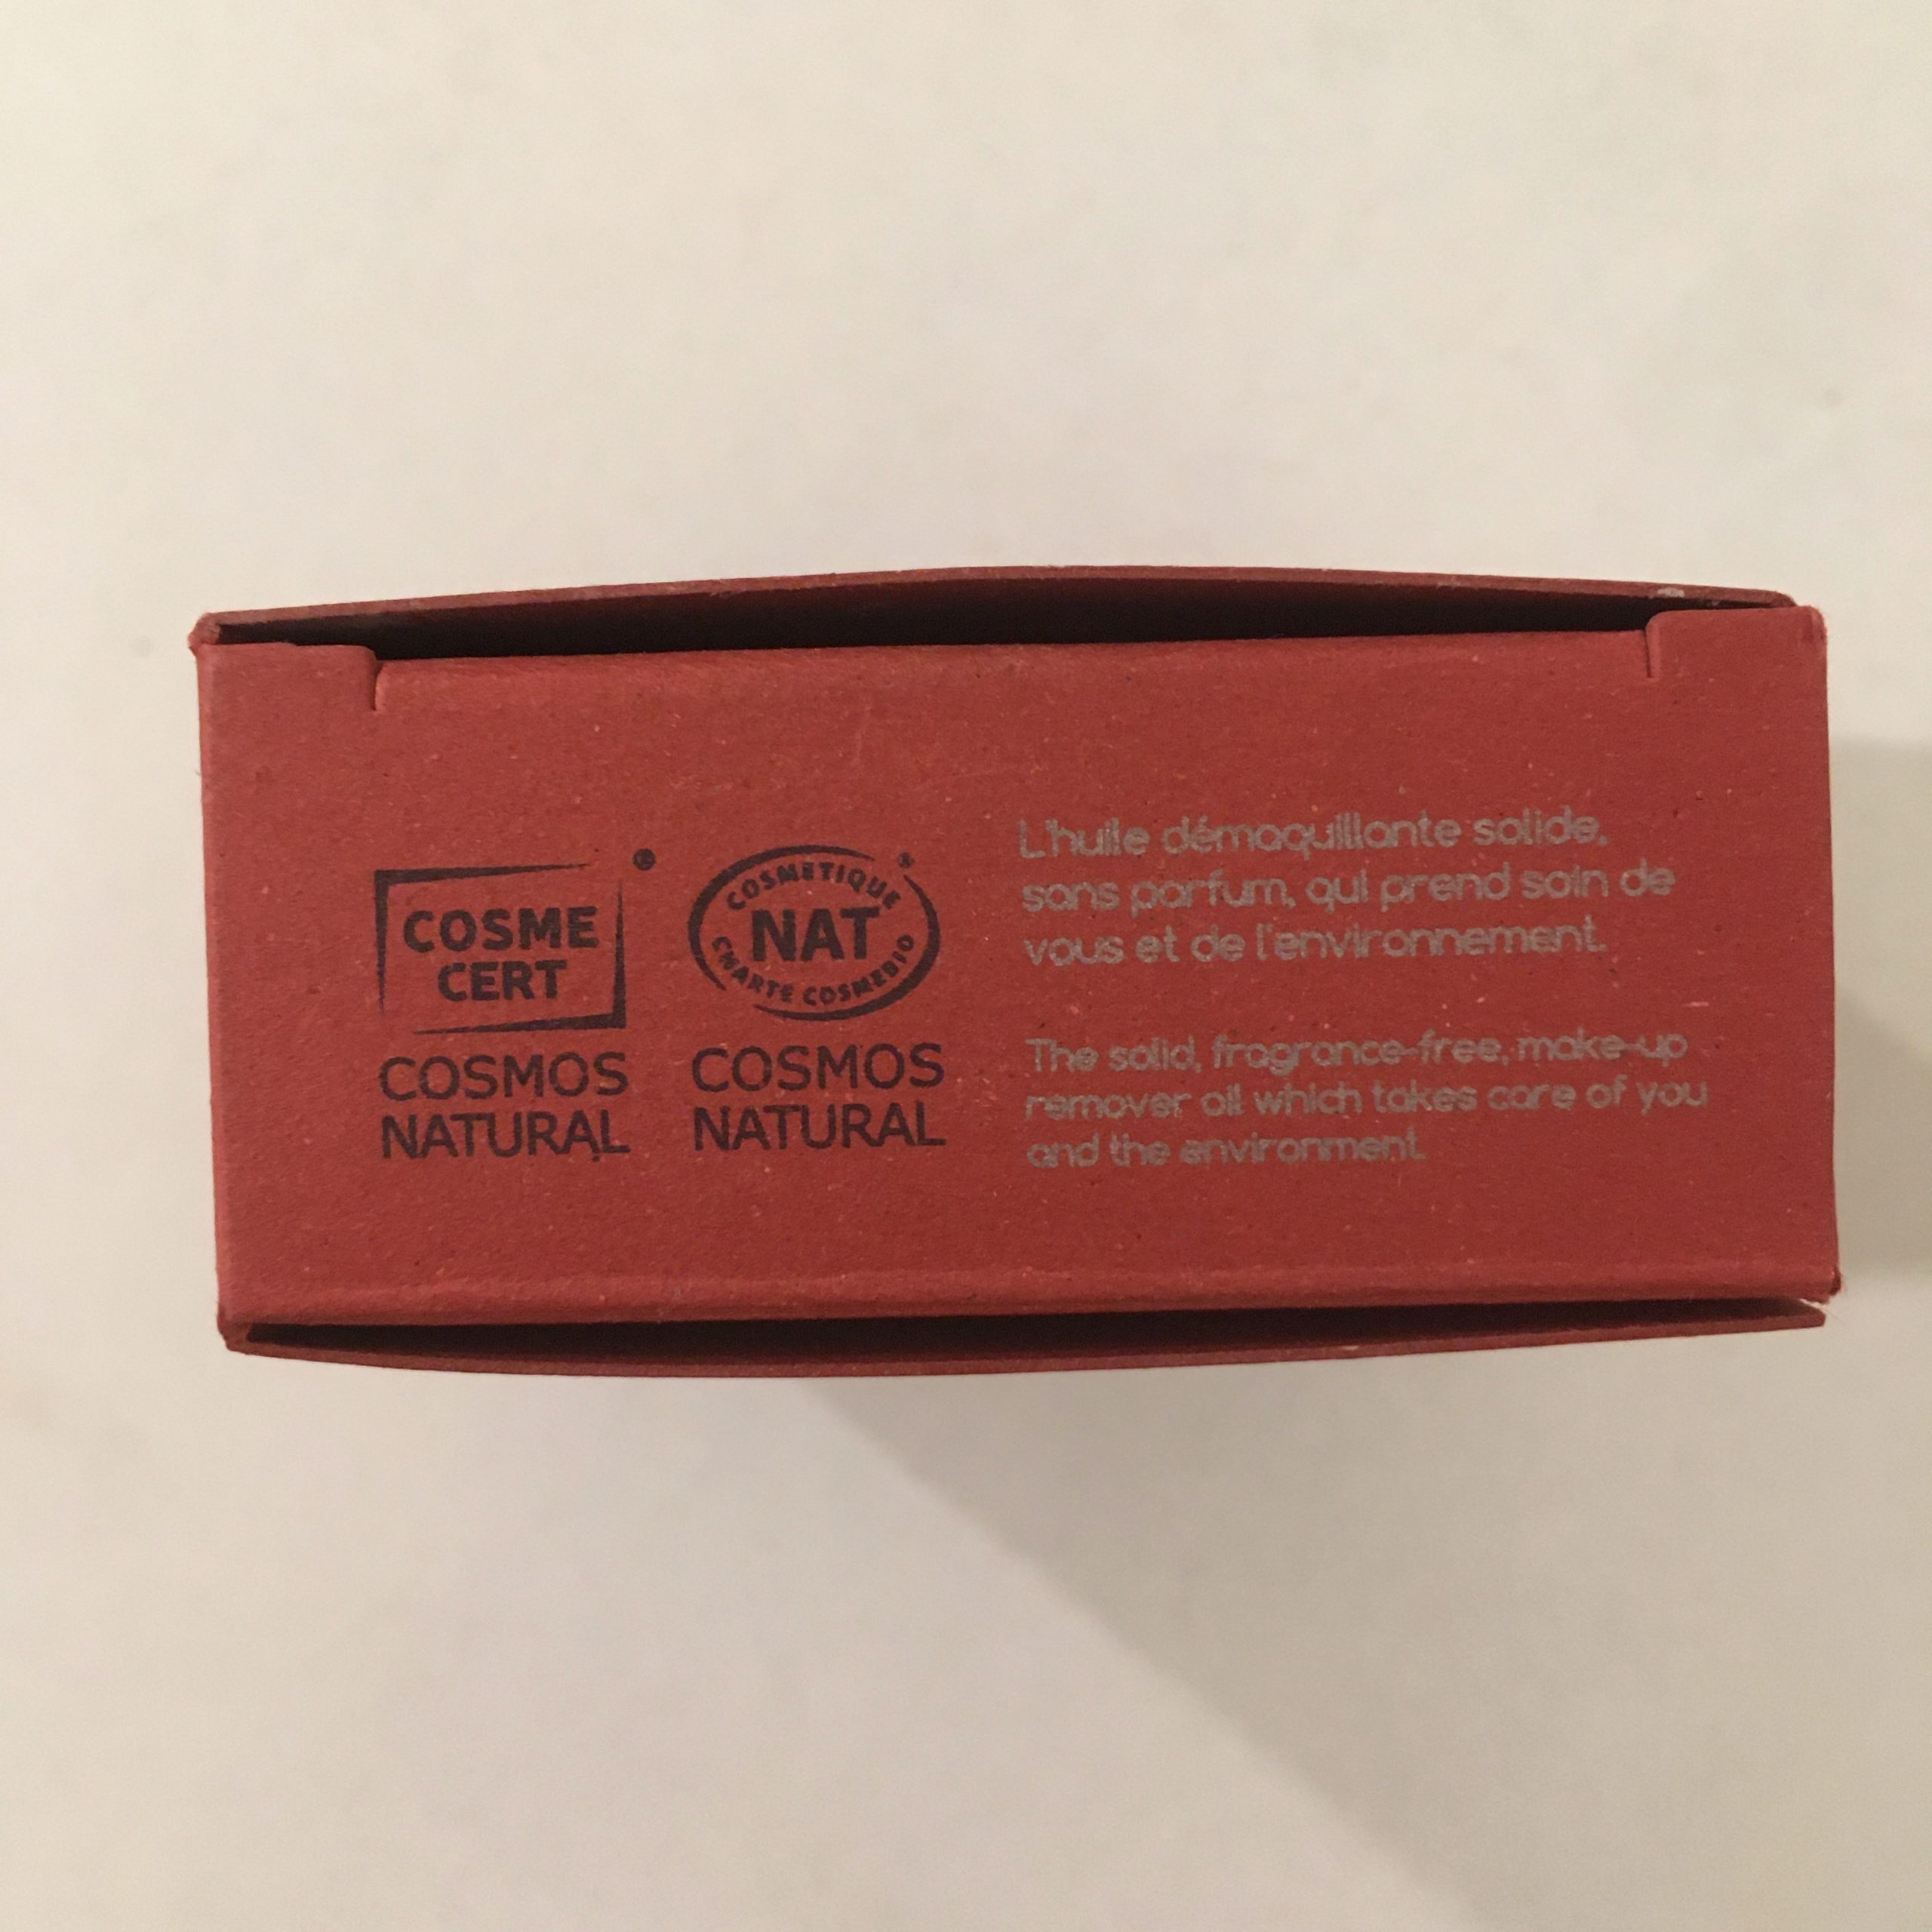 COSME
CERT
COSMOS
NATURAL
COSMETIQUE
NAT
CHARTE COSMEBIO
COSMOS
NATURAL
L'huile démaquillante solide,
sans parfum, qui prend soin de
vous et de l'environnement.
The solid, fragrance-free, make-up
remover oil which takes care of you
and the environment.